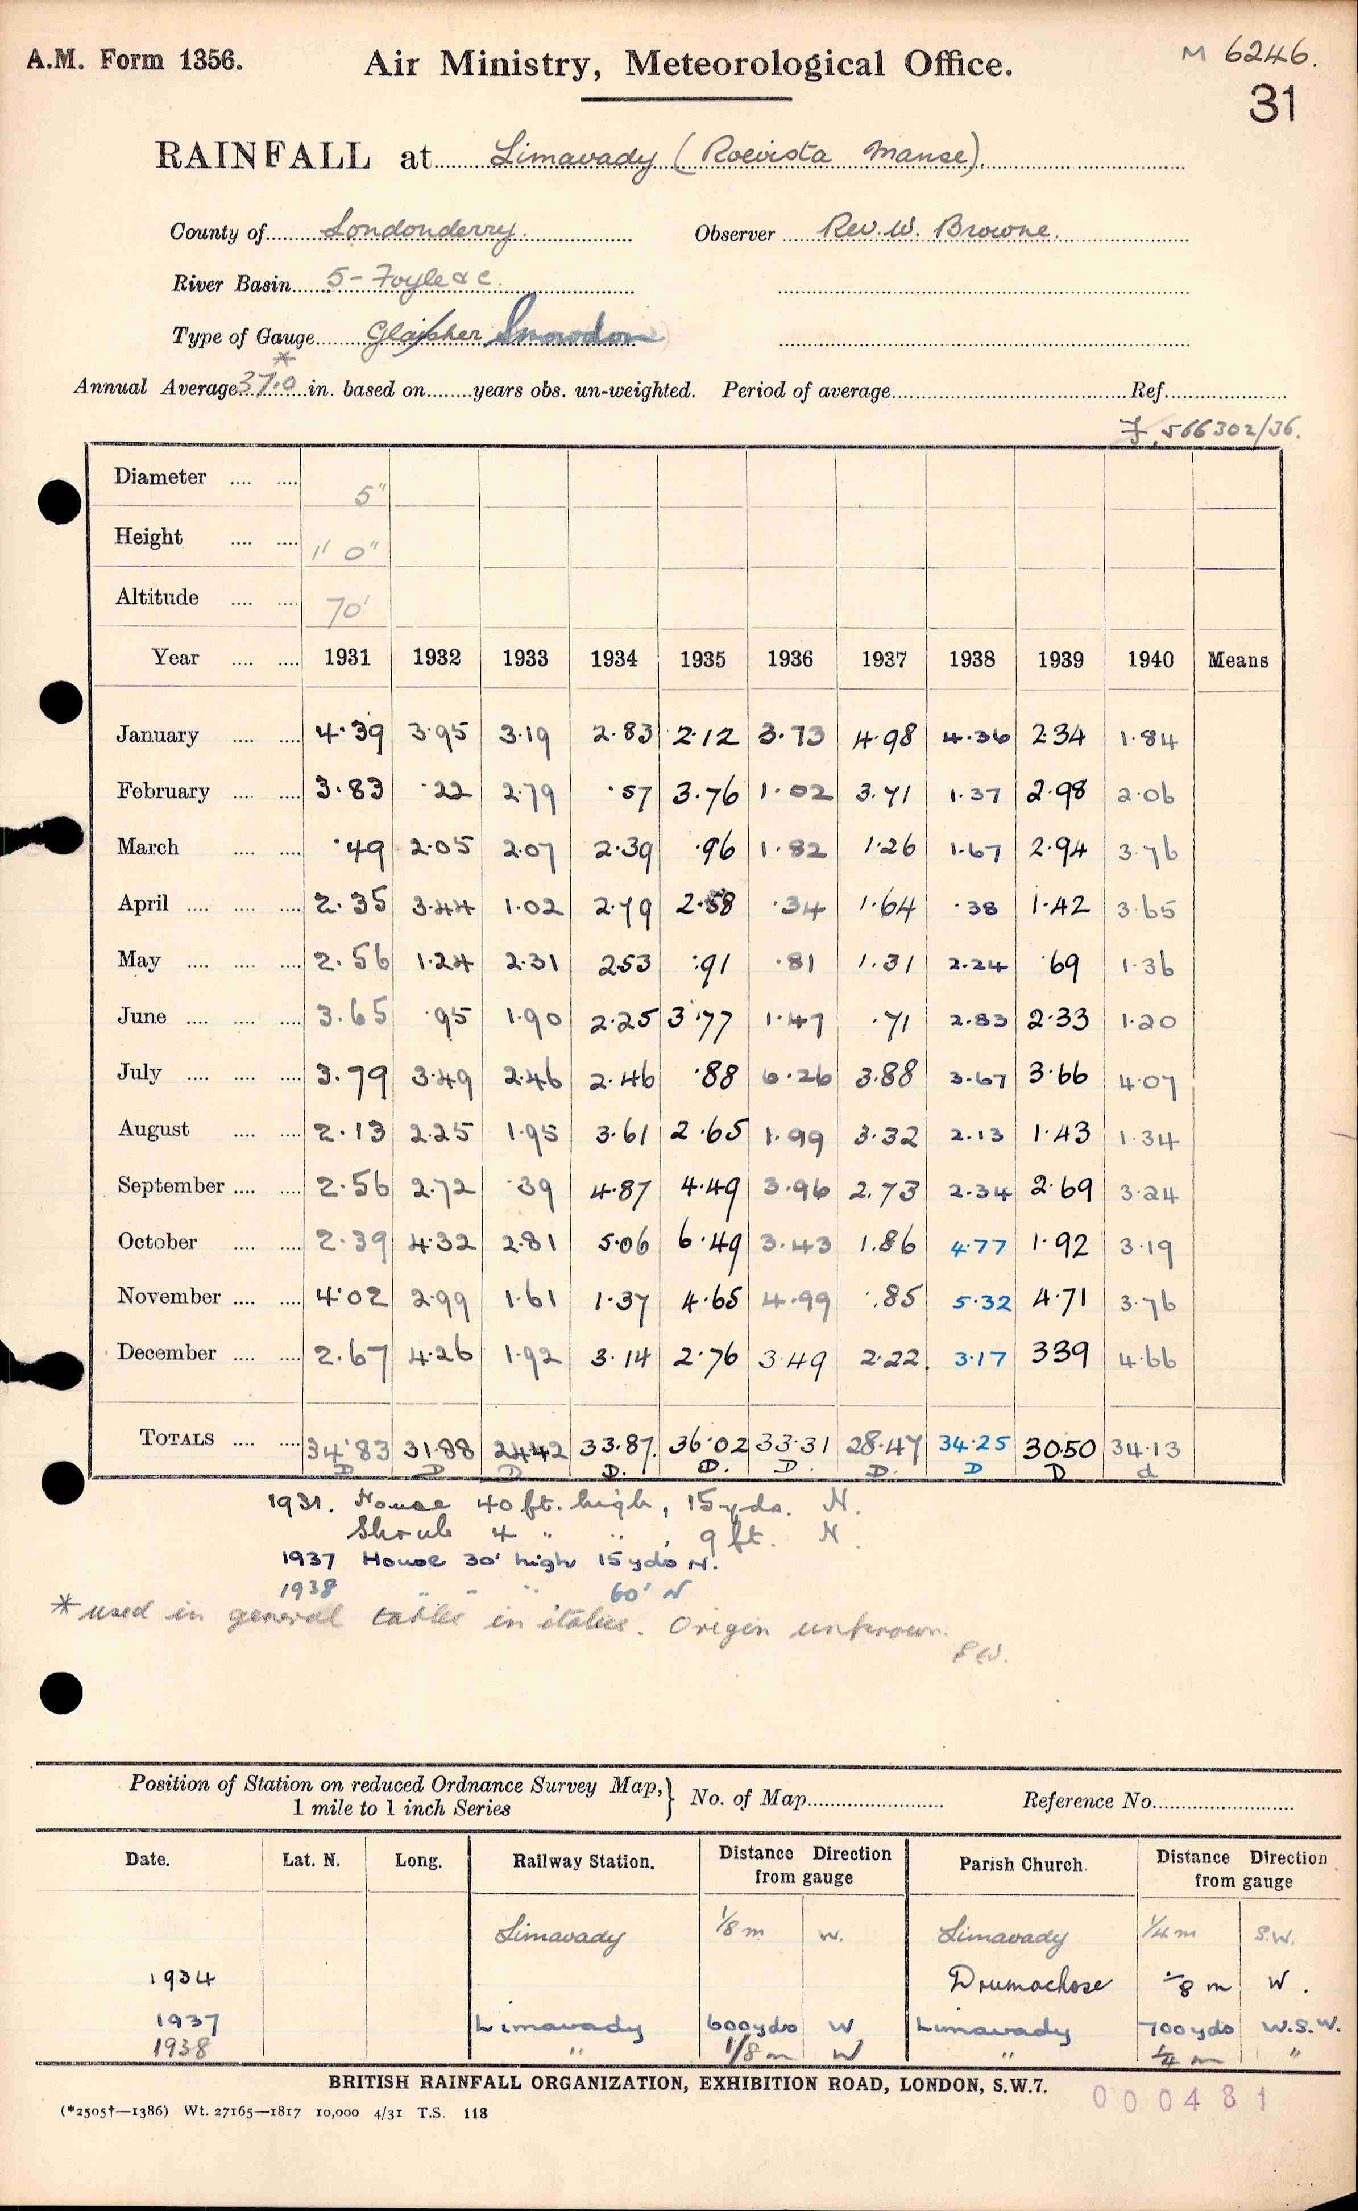 A.M. Form 1356. Air Ministry, Meteorological Office. M 6246.
31
RAINFALL at Limavady (Roevista Manse).
County of Londonderry. Observer Rev. W. Browne.
River Basin 5 - Foyle & c.
Type of Gauge Glaisher Snowdon
Annual Average 37.0* in. based on years obs. un-weighted. Period of average Ref.
566302/36.
Diameter 5"
Height 1' 0"
Altitude 70'
Year 1931 1932 1933 1934 1935 1936 1937 1938 1939 1940 Means
January 4.39 3.95 3.19 2.83 2.12 3.73 4.98 4.36 2.34 1.84
February 3.83 .22 2.79 .57 3.76 1.02 3.71 1.37 2.98 2.06
March .49 2.05 2.07 2.39 .96 1.82 1.26 1.67 2.94 3.76
April 2.35 3.44 1.02 2.79 2.58 .34 1.64 .38 1.42 3.65
May 2.56 1.24 2.31 2.53 .91 .81 1.31 2.24 .69 1.36
June 3.65 .95 1.90 2.25 3.77 1.47 .71 2.83 2.33 1.20
July 3.79 3.49 2.46 2.46 .88 6.26 3.88 3.67 3.66 4.07
August 2.13 2.25 1.95 3.61 2.65 1.99 3.32 2.13 1.43 1.34
September 2.56 2.72 .39 4.87 4.49 3.96 2.73 2.34 2.69 3.24
October 2.39 4.32 2.81 5.06 6.49 3.43 1.86 4.77 1.92 3.19
November 4.02 2.99 1.61 1.37 4.65 4.99 .85 5.32 4.71 3.76
December 2.67 4.26 1.92 3.14 2.76 3.49 2.22 3.17 339 4.66
TOTALS 34.83 31.88 24.42 33.87 36.02 33.31 28.47 34.25 30.50 34.13
D D D D. D. D. D. D D d
1931. House 40 ft. high, 15 yds. N.
Shrub 4 " " , 9 ft. N.
1937 House 30' high 15 yds N.
1938 " " " 60' N
* used in general tables in italics. Origin unknown.
Position of Station on reduced Ordnance Survey Map, 1 mile to 1 inch Series } No. of Map Reference No.
Date. Lat. N. Long. Railway Station. Distance Direction from gauge Parish Church. Distance Direction from gauge
Limavady 1/8 m W. Limavady 1/4 m S.W.
1934 Drumachose 1/8 m W.
1937 Limavady 600 yds W Limavady 700 yds W.S.W.
1938 " 1/8 m W " 1/4 m "
BRITISH RAINFALL ORGANIZATION, EXHIBITION ROAD, LONDON, S.W.7.
000481
(*2505†—1386) Wt. 27165—1817 10,000 4/31 T.S. 118